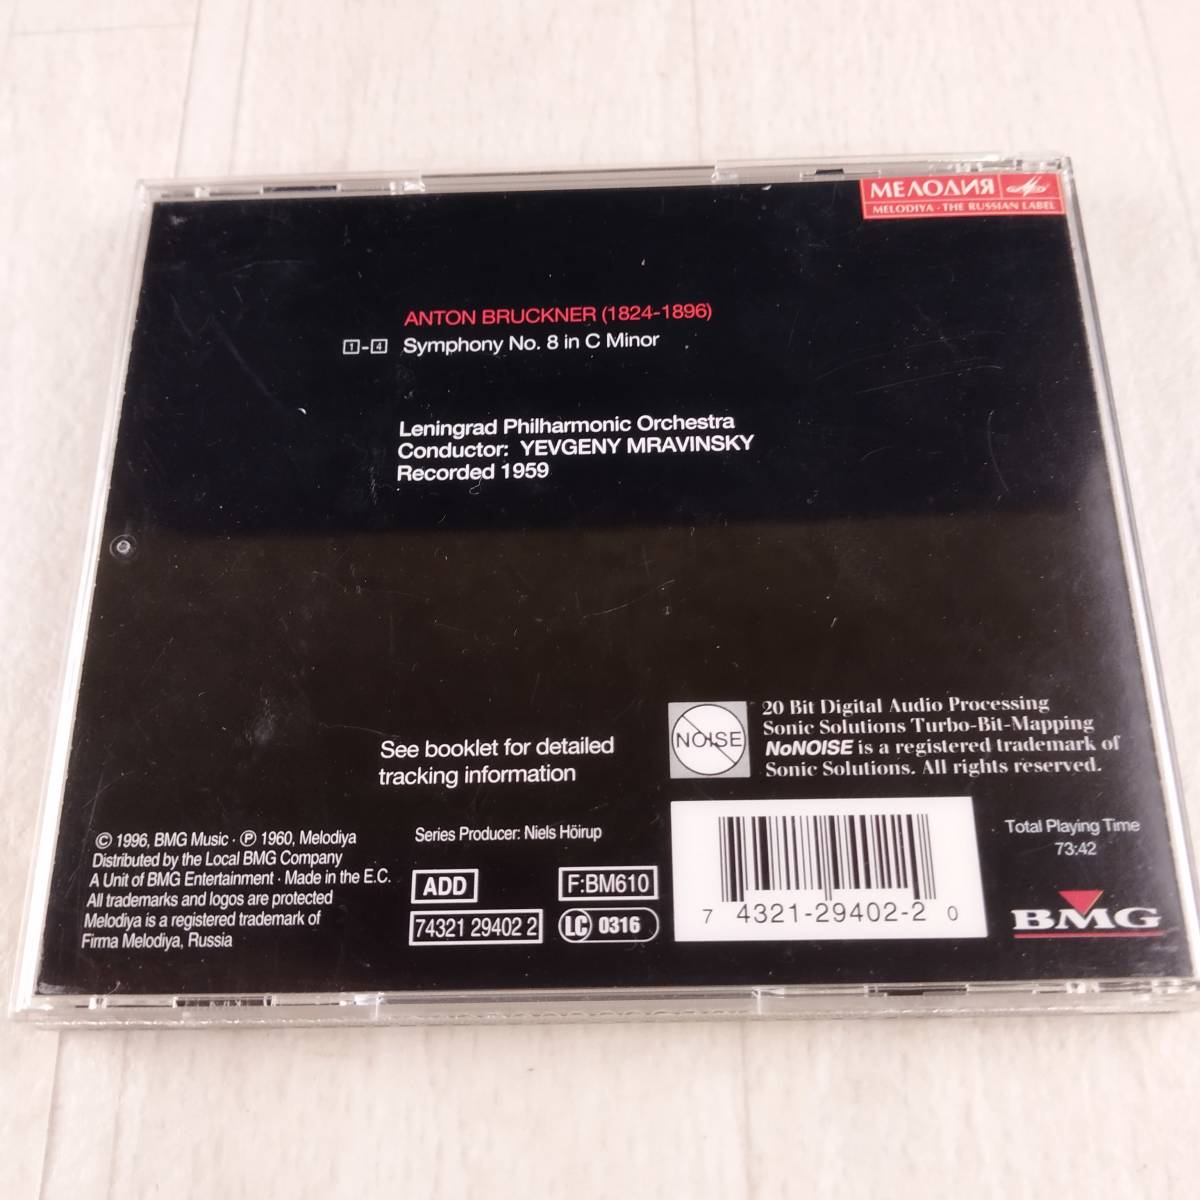 МЕЛОДИЯ
MELODIYA · THE RUSSIAN LABEL
ANTON BRUCKNER (1824-1896)
1-4 Symphony No. 8 in C Minor
Leningrad Philharmonic Orchestra
Conductor: YEVGENY MRAVINSKY
Recorded 1959
See booklet for detailed
tracking information
NOISE
20 Bit Digital Audio Processing
Sonic Solutions Turbo-Bit-Mapping
NoNOISE is a registered trademark of
Sonic Solutions. All rights reserved.
© 1996, BMG Music · ℗ 1960, Melodiya
Distributed by the Local BMG Company
A Unit of BMG Entertainment · Made in the E.C.
All trademarks and logos are protected
Melodiya is a registered trademark of
Firma Melodiya, Russia
Series Producer: Niels Höirup
ADD
F:BM610
74321 29402 2
LC 0316
7 4321-29402-2 0
Total Playing Time
73:42
BMG